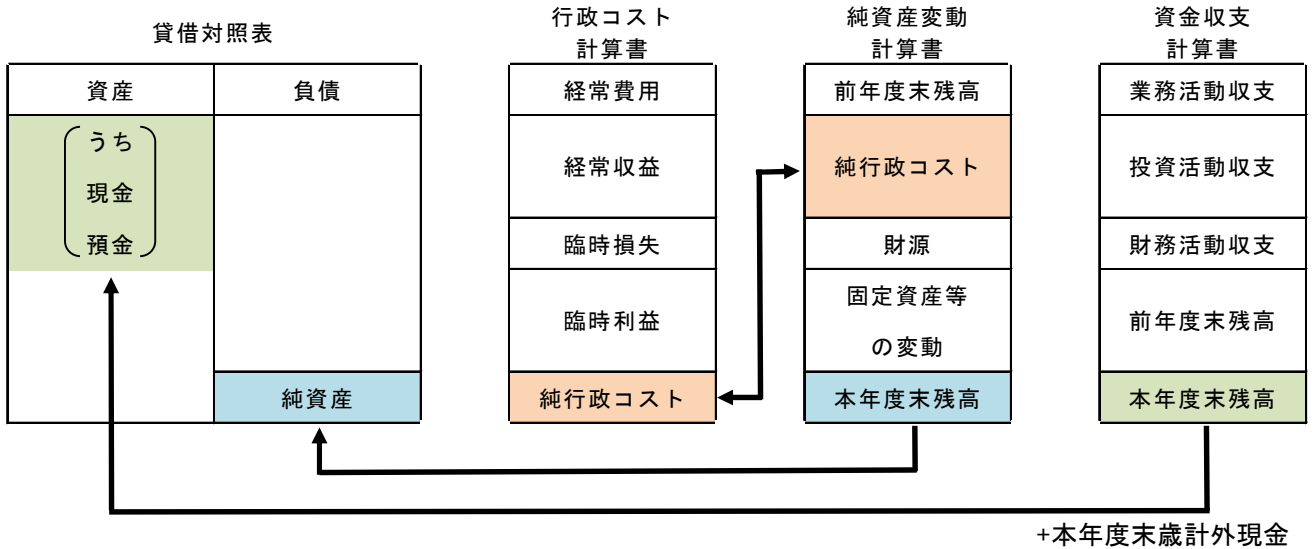 貸借対照表
資産
負債
うち
現金
預金
純資産
行政コスト
計算書
経常費用
経常収益
臨時損失
臨時利益
純行政コスト
純資産変動
計算書
前年度末残高
純行政コスト
財源
固定資産等
の変動
本年度末残高
資金収支
計算書
業務活動収支
投資活動収支
財務活動収支
前年度末残高
本年度末残高
+本年度末歳計外現金